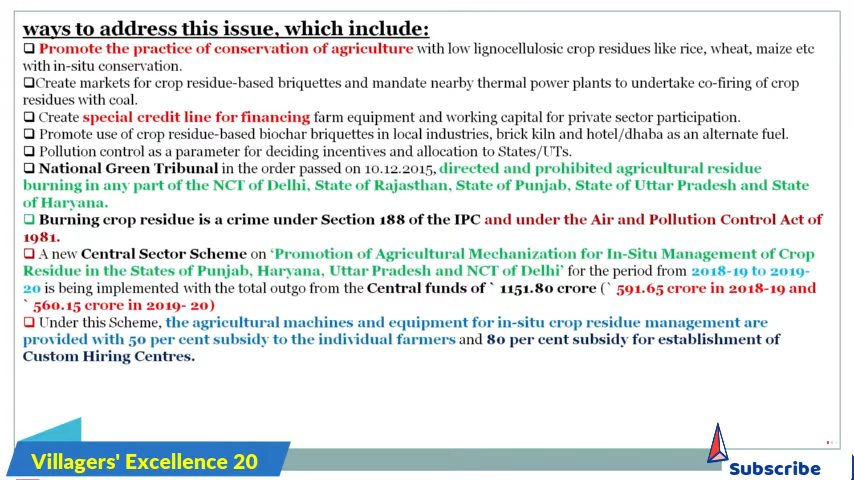 ways to address this issue, which include:
❑ Promote the practice of conservation of agriculture with low lignocellulosic crop residues like rice, wheat, maize etc
with in-situ conservation.
❑Create markets for crop residue-based briquettes and mandate nearby thermal power plants to undertake co-firing of crop
residues with coal.
❑ Create special credit line for financing farm equipment and working capital for private sector participation.
❑ Promote use of crop residue-based biochar briquettes in local industries, brick kiln and hotel/dhaba as an alternate fuel.
❑ Pollution control as a parameter for deciding incentives and allocation to States/UTs.
❑ National Green Tribunal in the order passed on 10.12.2015, directed and prohibited agricultural residue
burning in any part of the NCT of Delhi, State of Rajasthan, State of Punjab, State of Uttar Pradesh and State
of Haryana.
❑ Burning crop residue is a crime under Section 188 of the IPC and under the Air and Pollution Control Act of
1981.
❑ A new Central Sector Scheme on ‘Promotion of Agricultural Mechanization for In-Situ Management of Crop
Residue in the States of Punjab, Haryana, Uttar Pradesh and NCT of Delhi’ for the period from 2018-19 to 2019-
20 is being implemented with the total outgo from the Central funds of ` 1151.80 crore (` 591.65 crore in 2018-19 and
` 560.15 crore in 2019- 20)
❑ Under this Scheme, the agricultural machines and equipment for in-situ crop residue management are
provided with 50 per cent subsidy to the individual farmers and 80 per cent subsidy for establishment of
Custom Hiring Centres.
Villagers' Excellence 20
Subscribe